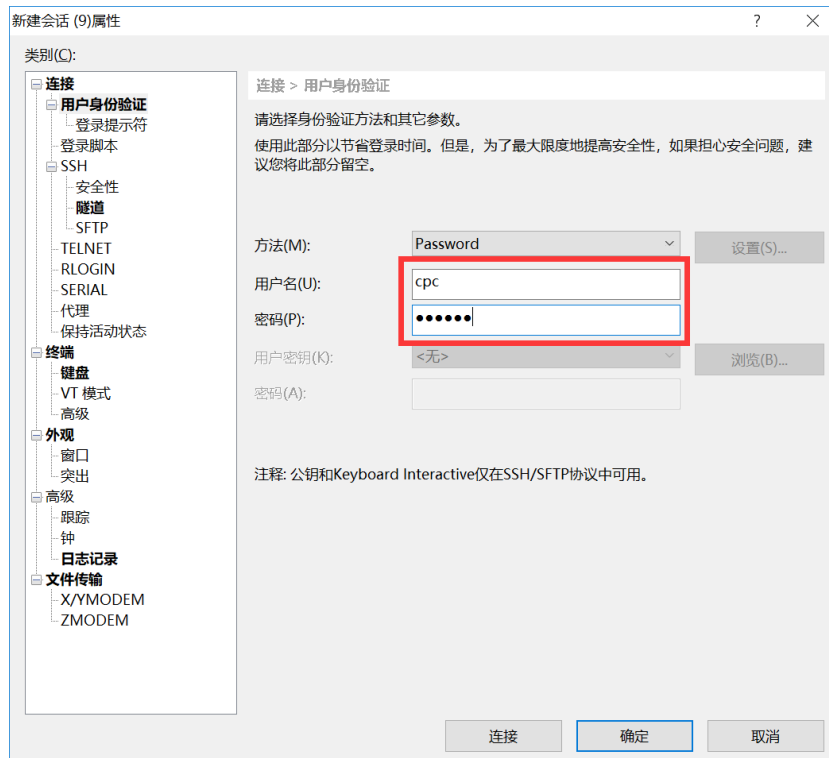 新建会话 (9)属性
?
类别(C):
连接
用户身份验证
登录提示符
登录脚本
SSH
安全性
隧道
SFTP
TELNET
RLOGIN
SERIAL
代理
保持活动状态
终端
键盘
VT 模式
高级
外观
窗口
突出
高级
跟踪
钟
日志记录
文件传输
X/YMODEM
ZMODEM
连接 > 用户身份验证
请选择身份验证方法和其它参数。
使用此部分以节省登录时间。但是，为了最大限度地提高安全性，如果担心安全问题，建
议您将此部分留空。
方法(M):
Password
设置(S)...
用户名(U):
cpc
密码(P):
●●●●●●
用户密钥(K):
<无>
浏览(B)...
密码(A):
注释: 公钥和Keyboard Interactive仅在SSH/SFTP协议中可用。
连接
确定
取消